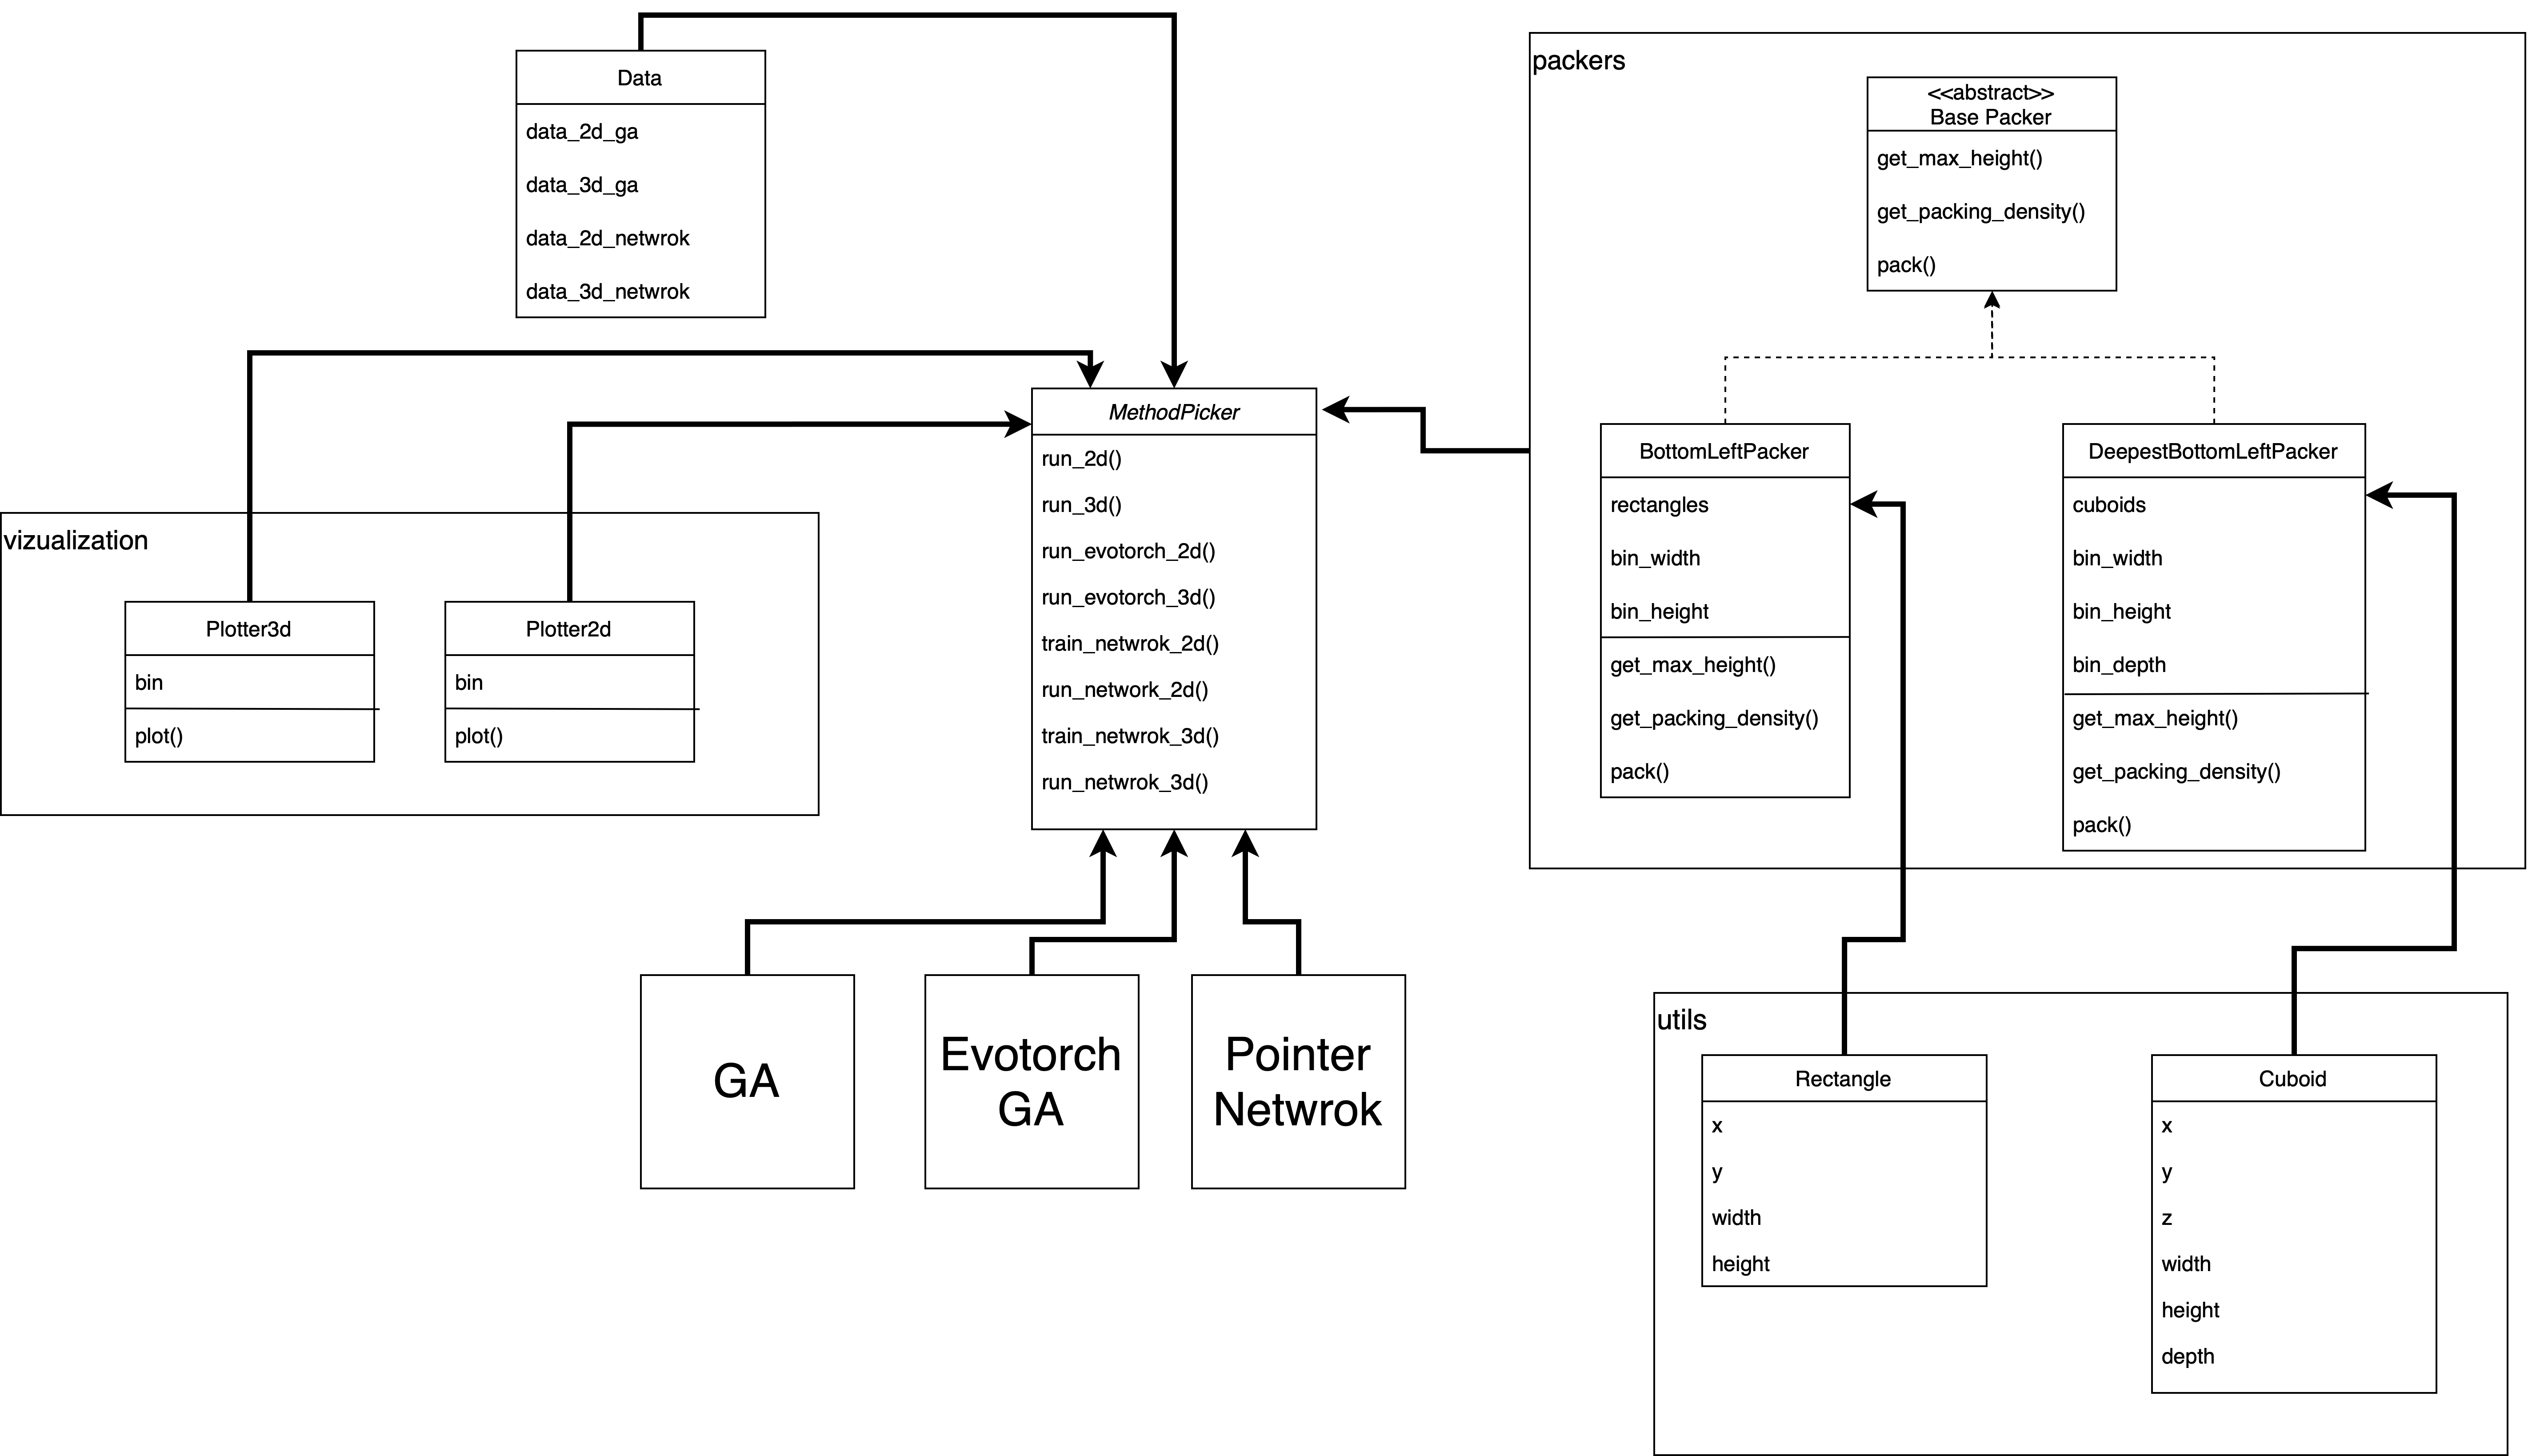 Data
data_2d_ga
data_3d_ga
data_2d_netwrok
data_3d_netwrok
vizualization
Plotter3d
bin
plot()
Plotter2d
bin
plot()
MethodPicker
run_2d()
run_3d()
run_evotorch_2d()
run_evotorch_3d()
train_netwrok_2d()
run_network_2d()
train_netwrok_3d()
run_netwrok_3d()
GA
Evotorch
GA
Pointer
Netwrok
packers
<<abstract>>
Base Packer
get_max_height()
get_packing_density()
pack()
BottomLeftPacker
rectangles
bin_width
bin_height
get_max_height()
get_packing_density()
pack()
DeepestBottomLeftPacker
cuboids
bin_width
bin_height
bin_depth
get_max_height()
get_packing_density()
pack()
utils
Rectangle
x
y
width
height
Cuboid
x
y
z
width
height
depth